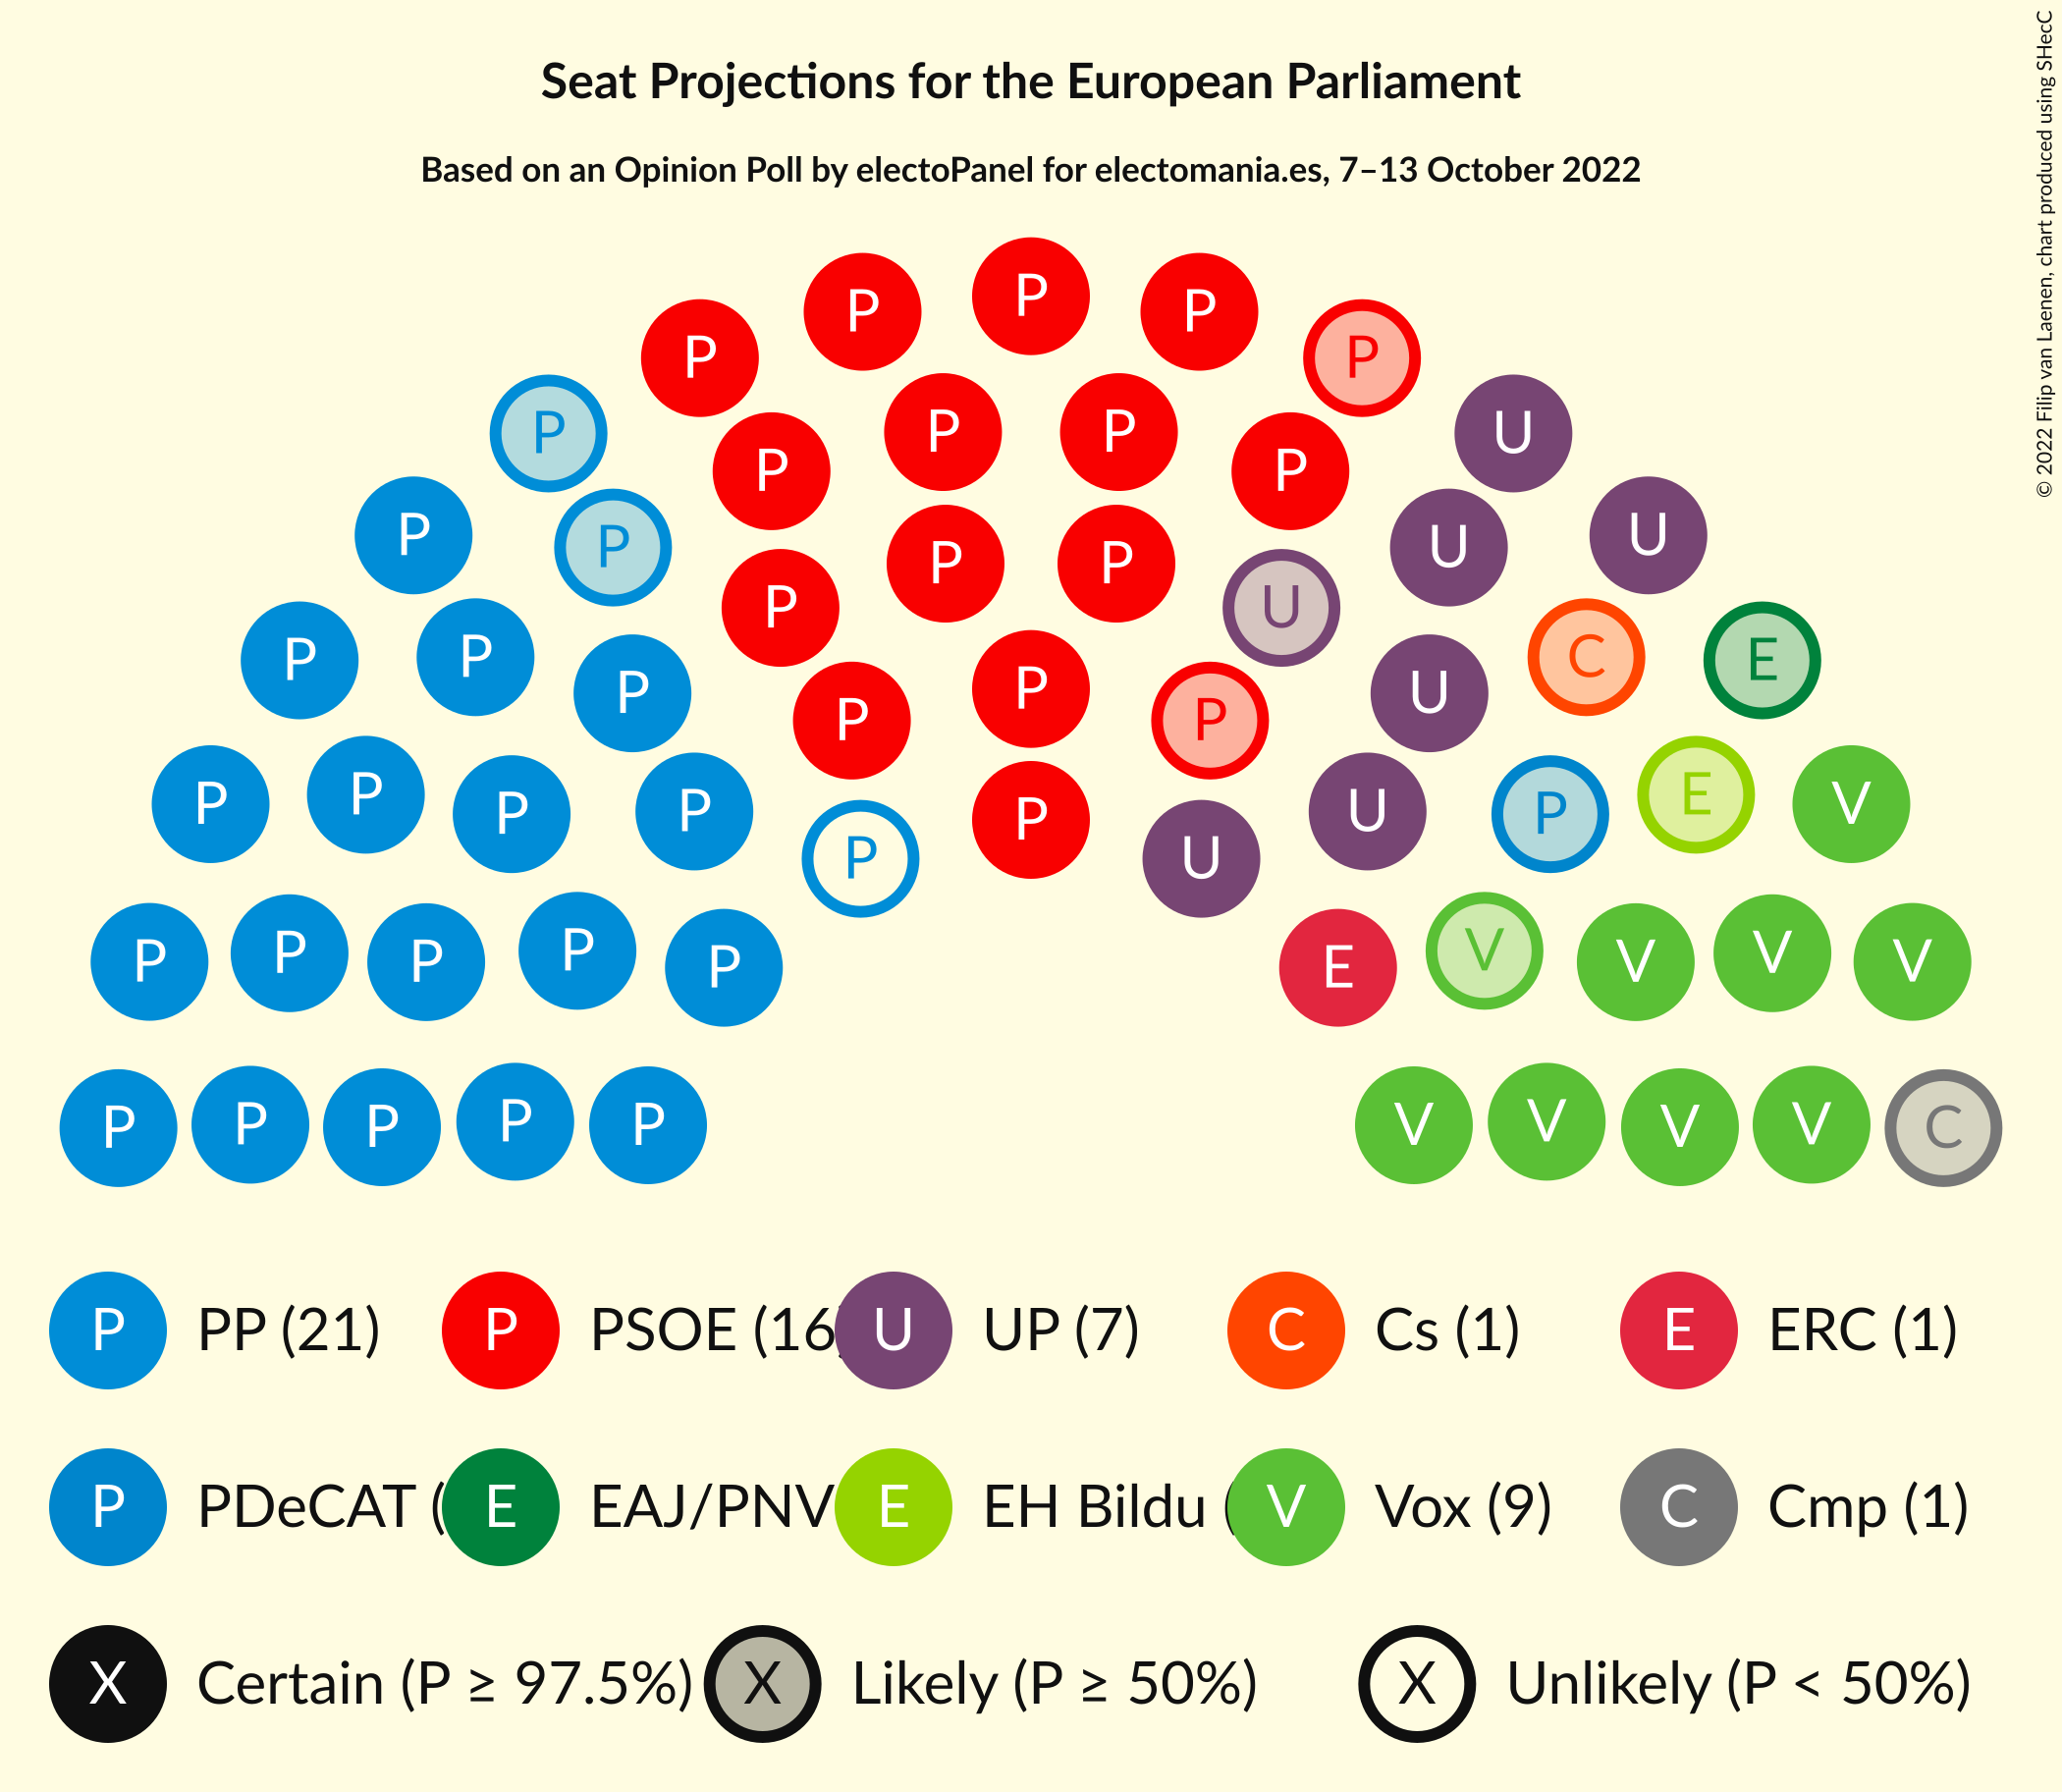 Seat Projections for the European Parliament
Based on an Opinion Poll by electoPanel for electomania.es, 7–13 October 2022
© 2022 Filip van Laenen, chart produced using SHecC
P
P P
P P
P P P U
P P
P P P P U U
P U
P P C E
P P U
P P
P P P P P U P E V
P U
P P P P P E V V V V
P P P P P V V V V C
P PP (21) P PSOE (16 U UP (7) C Cs (1) E ERC (1)
P PDeCAT ( E EAJ/PNV E EH Bildu ( V Vox (9) C Cmp (1)
X Certain (P ≥ 97.5%) X Likely (P ≥ 50%) X Unlikely (P < 50%)